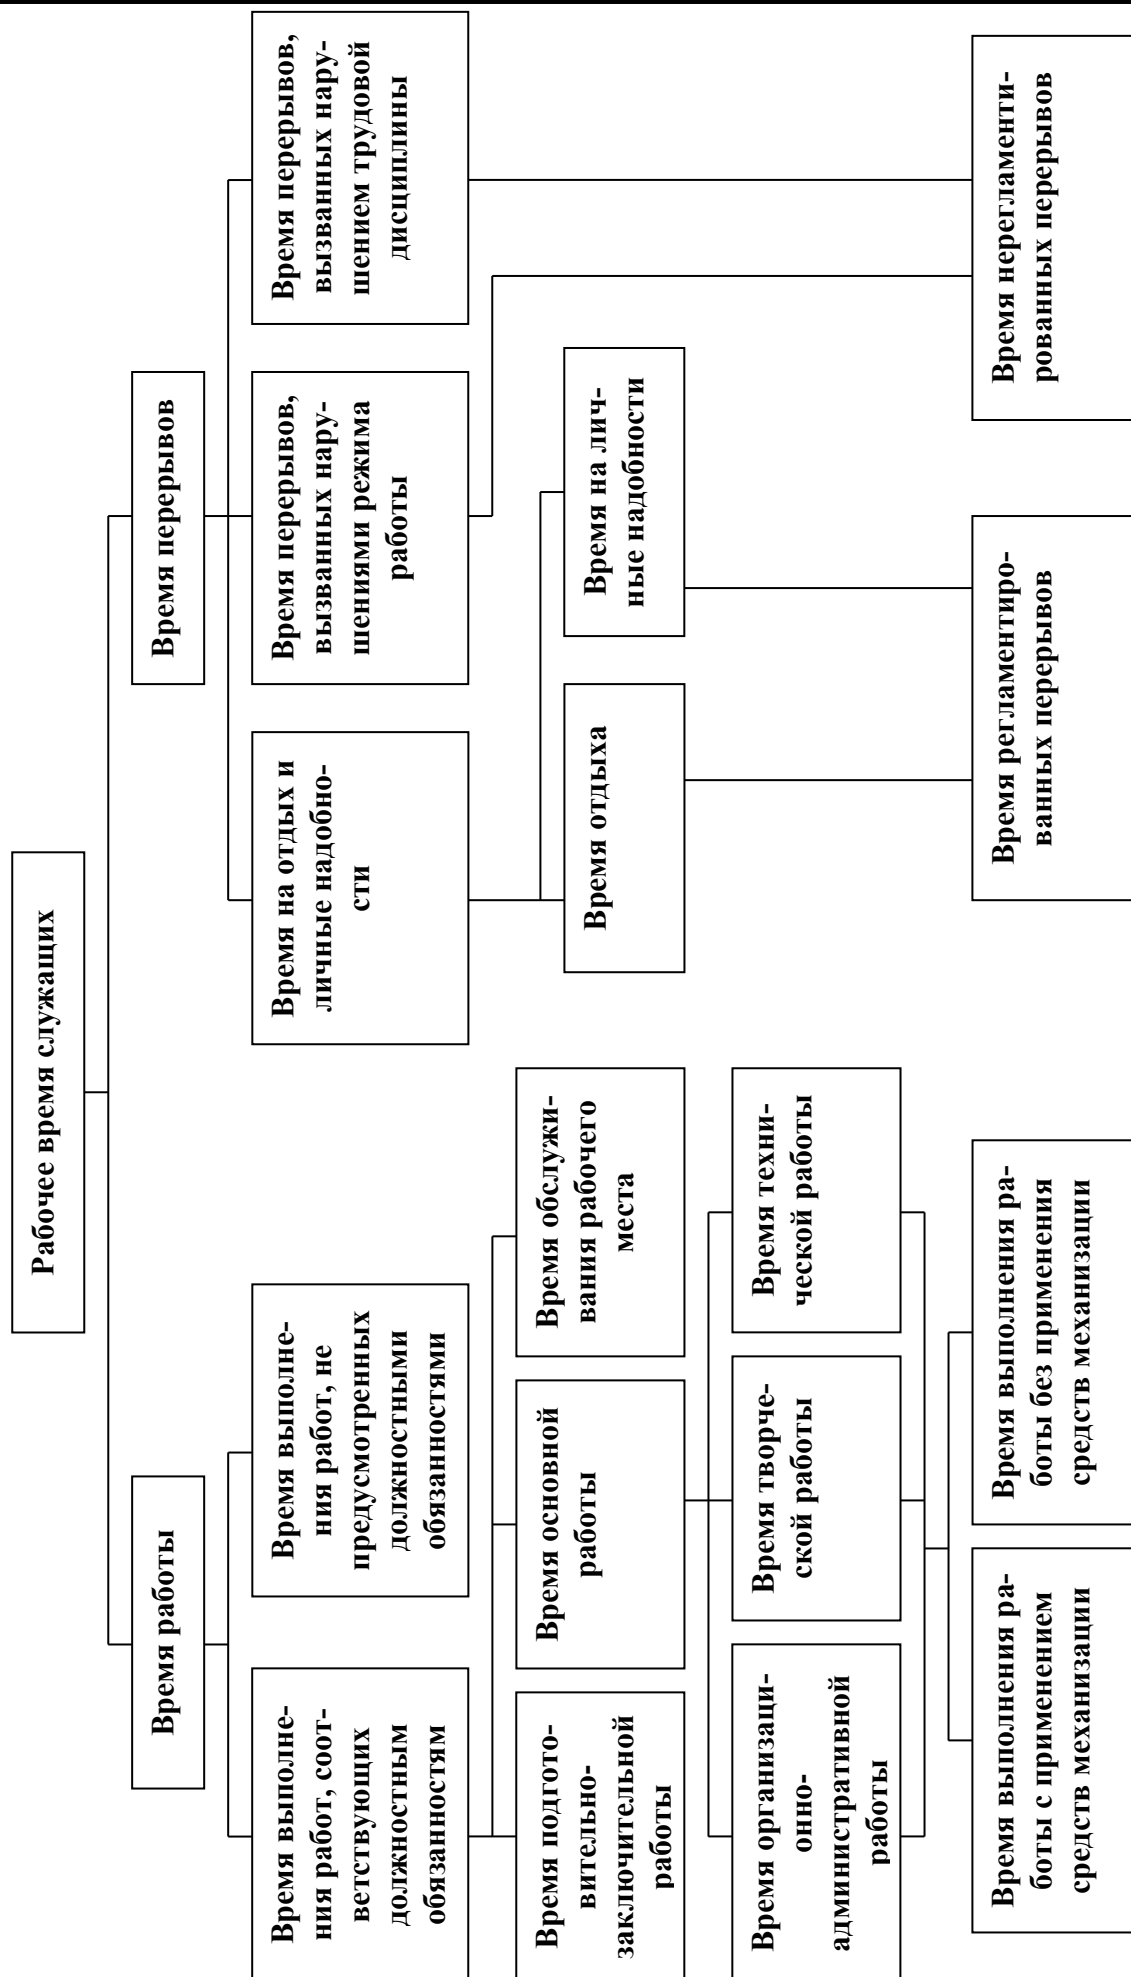 Рабочее время служащих
Время работы
Время перерывов
Время выполне-
ния работ, соот-
ветствующих
должностным
обязанностям
Время выполне-
ния работ, не
предусмотренных
должностными
обязанностями
Время на отдых и
личные надобно-
сти
Время перерывов,
вызванных нару-
шениями режима
работы
Время перерывов,
вызванных нару-
шением трудовой
дисциплины
Время подгото-
вительно-
заключительной
работы
Время основной
работы
Время обслужи-
вания рабочего
места
Время отдыха
Время на лич-
ные надобности
Время организаци-
онно-
административной
работы
Время творче-
ской работы
Время техни-
ческой работы
Время выполнения ра-
боты с применением
средств механизации
Время выполнения ра-
боты без применения
средств механизации
Время регламентиро-
ванных перерывов
Время нерегламенти-
рованных перерывов